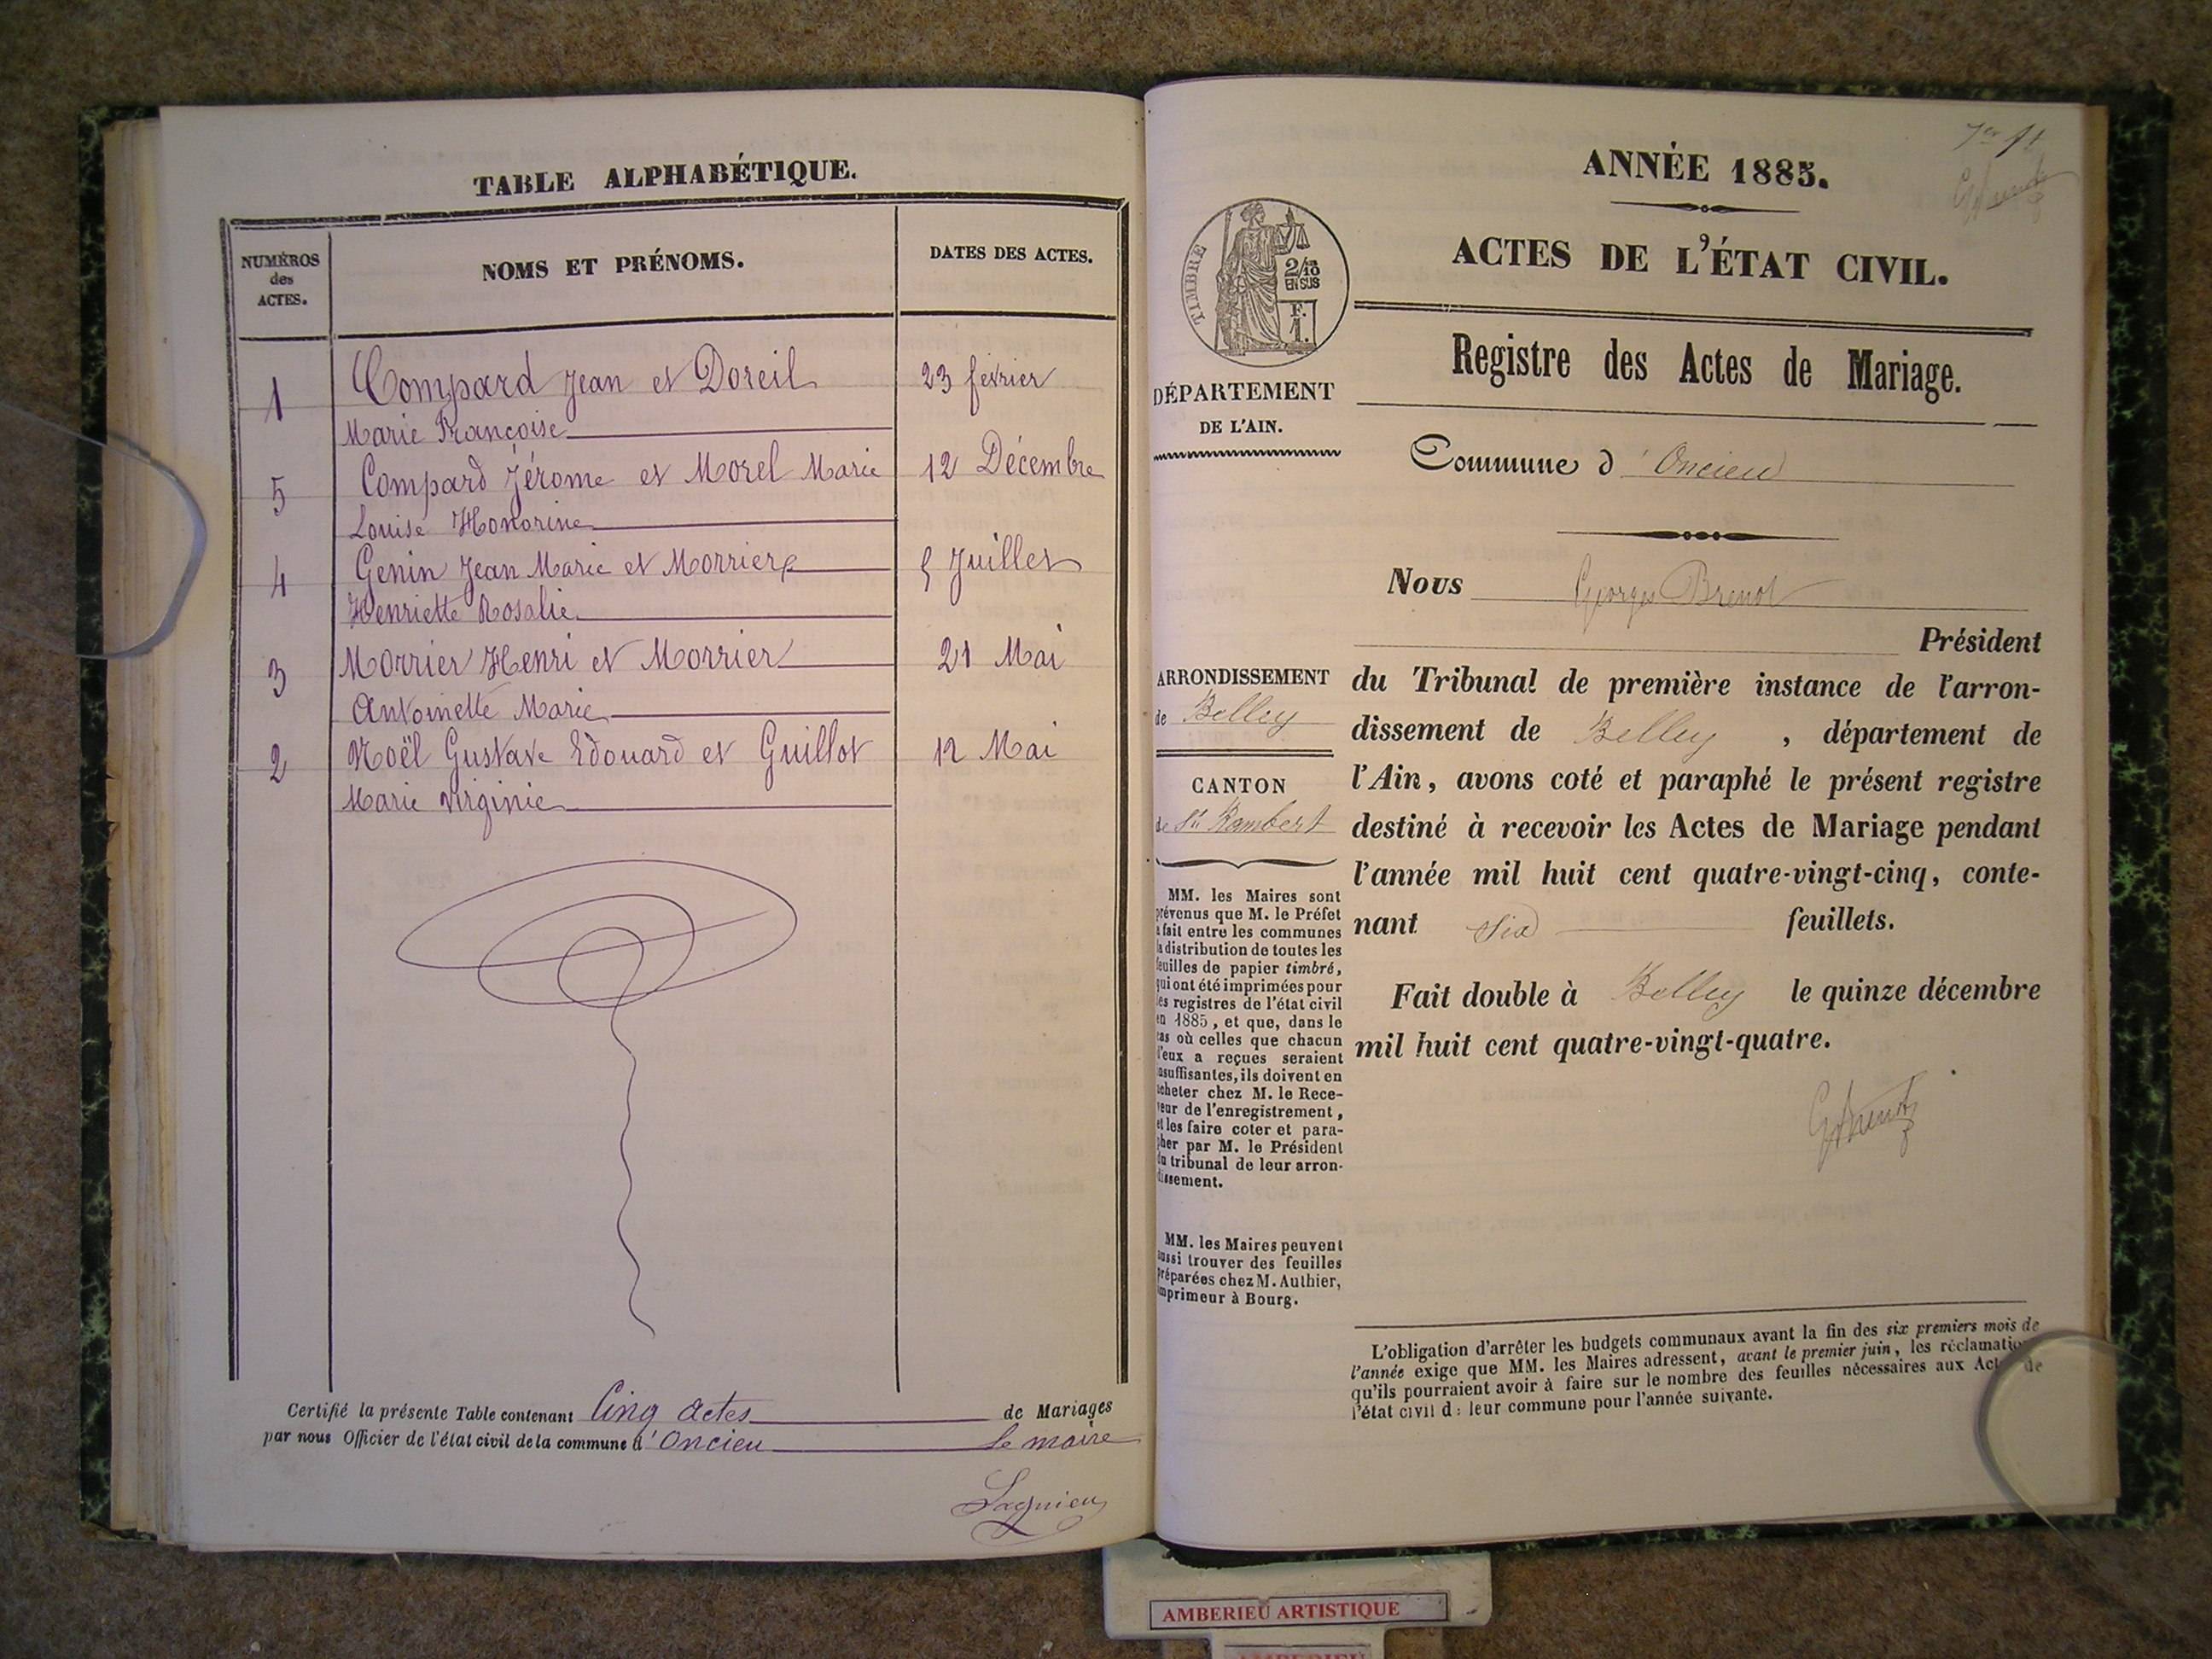 TABLE ALPHABÉTIQUE.
NUMÉROS des ACTES.
NOMS ET PRÉNOMS.
DATES DES ACTES.
1 Compard Jean et Doreil 23 février
Marie Françoise
5 Compard Jérome et Morel Marie 12 Décembre
Louise Honorine
4 Genin Jean Marie et Morrier 5 Juillet
Henriette Rosalie
3 Morrier Henri et Morrier 21 Mai
Antoinette Marie
2 Noël Gustave Edouard et Guillot 12 Mai
Marie Virginie
Certifié la présente Table contenant Cinq actes de Mariages
par nous Officier de l'état civil de la commune d'Oncieu Le maire
Lagnieu
1er ft
ANNÉE 1885.
ACTES DE L'ÉTAT CIVIL.
TIMBRE
2/10 EN SUS
F. 1.
Registre des Actes de Mariage.
DÉPARTEMENT
DE L'AIN.
Commune d'Oncieu
Nous Georges Brenot
Président
ARRONDISSEMENT
de Belley
CANTON
de St Rambert
du Tribunal de première instance de l'arron-
dissement de Belley, département de
l'Ain, avons coté et paraphé le présent registre
destiné à recevoir les Actes de Mariage pendant
l'année mil huit cent quatre-vingt-cinq, conte-
nant Six feuillets.
Fait double à Belley le quinze décembre
mil huit cent quatre-vingt-quatre.
MM. les Maires sont
prévenus que M. le Préfet
a fait entre les communes
la distribution de toutes les
feuilles de papier timbré,
qui ont été imprimées pour
les registres de l'état civil
en 1885, et que, dans le
cas où celles que chacun
d'eux a reçues seraient
insuffisantes, ils doivent en
acheter chez M. le Rece-
veur de l'enregistrement,
et les faire coter et para-
pher par M. le Président
du tribunal de leur arron-
dissement.
MM. les Maires peuvent
aussi trouver des feuilles
préparées chez M. Authier,
imprimeur à Bourg.
L'obligation d'arrêter les budgets communaux avant la fin des six premiers mois de
l'année exige que MM. les Maires adressent, avant le premier juin, les réclamations
qu'ils pourraient avoir à faire sur le nombre des feuilles nécessaires aux Actes de
l'état civil d: leur commune pour l'année suivante.
AMBERIEU ARTISTIQUE
AMBERIEU